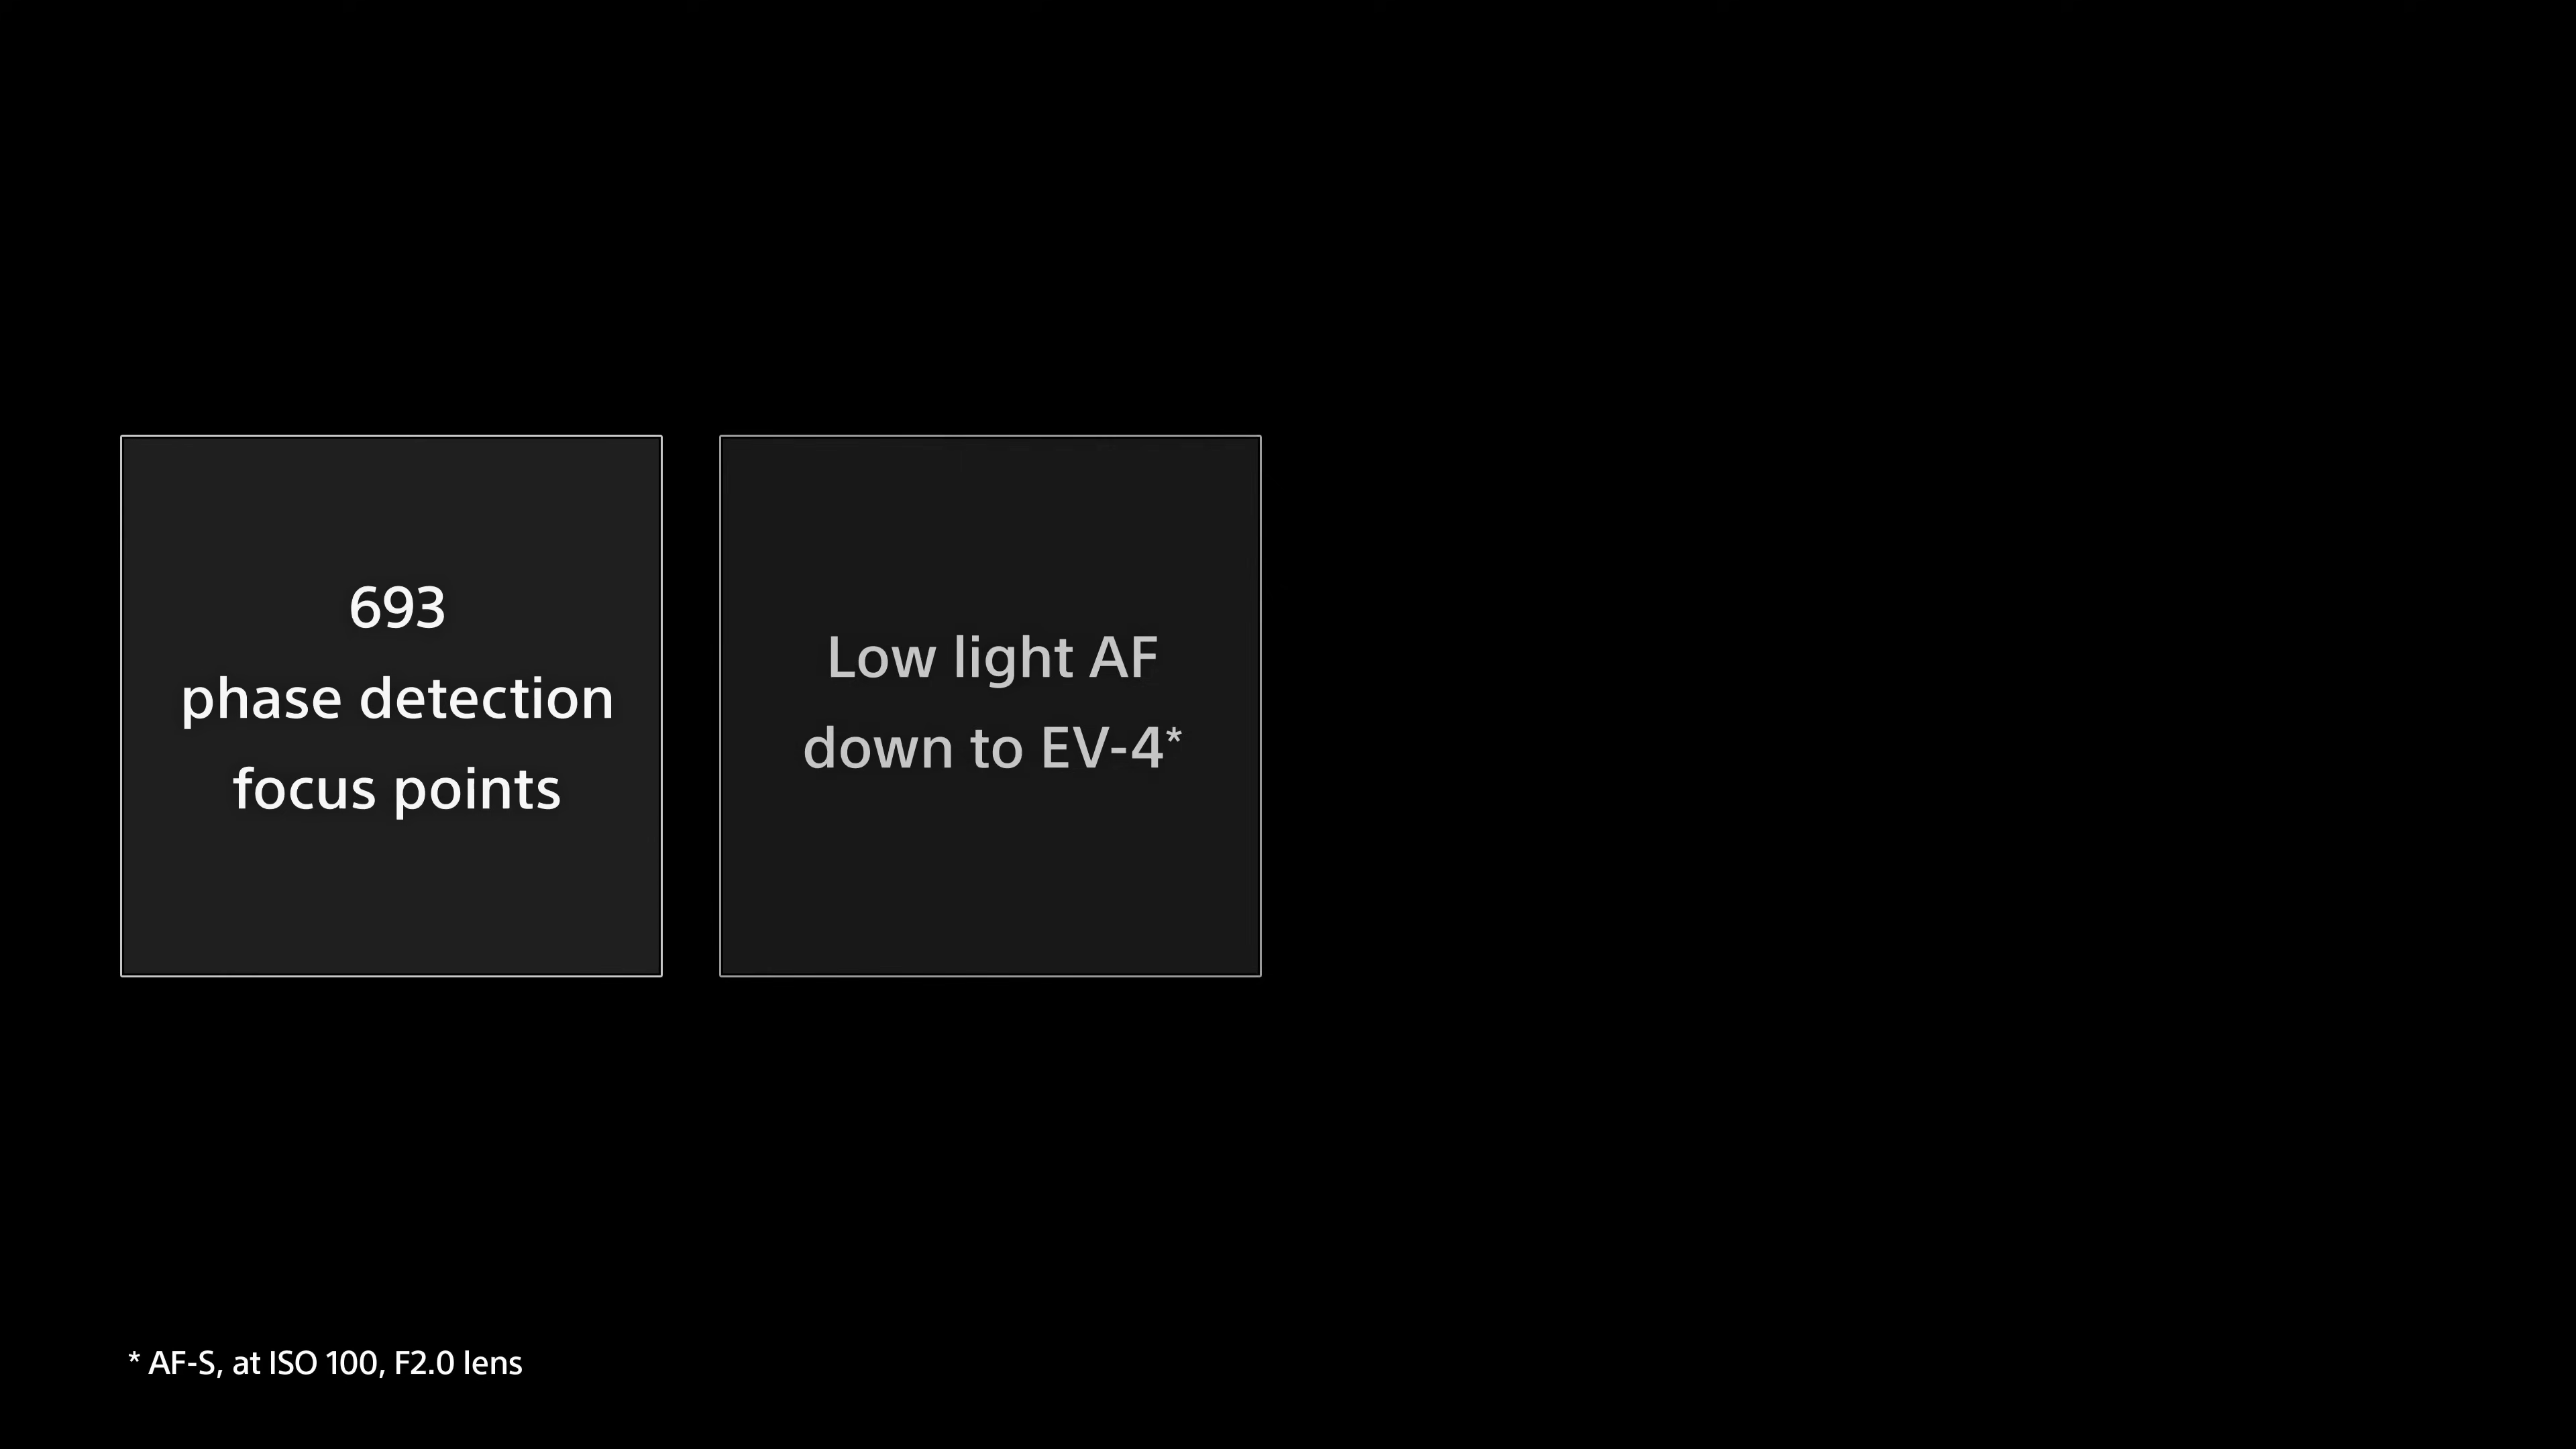 693
phase detection
focus points
Low light AF
down to EV-4*
* AF-S, at ISO 100, F2.0 lens